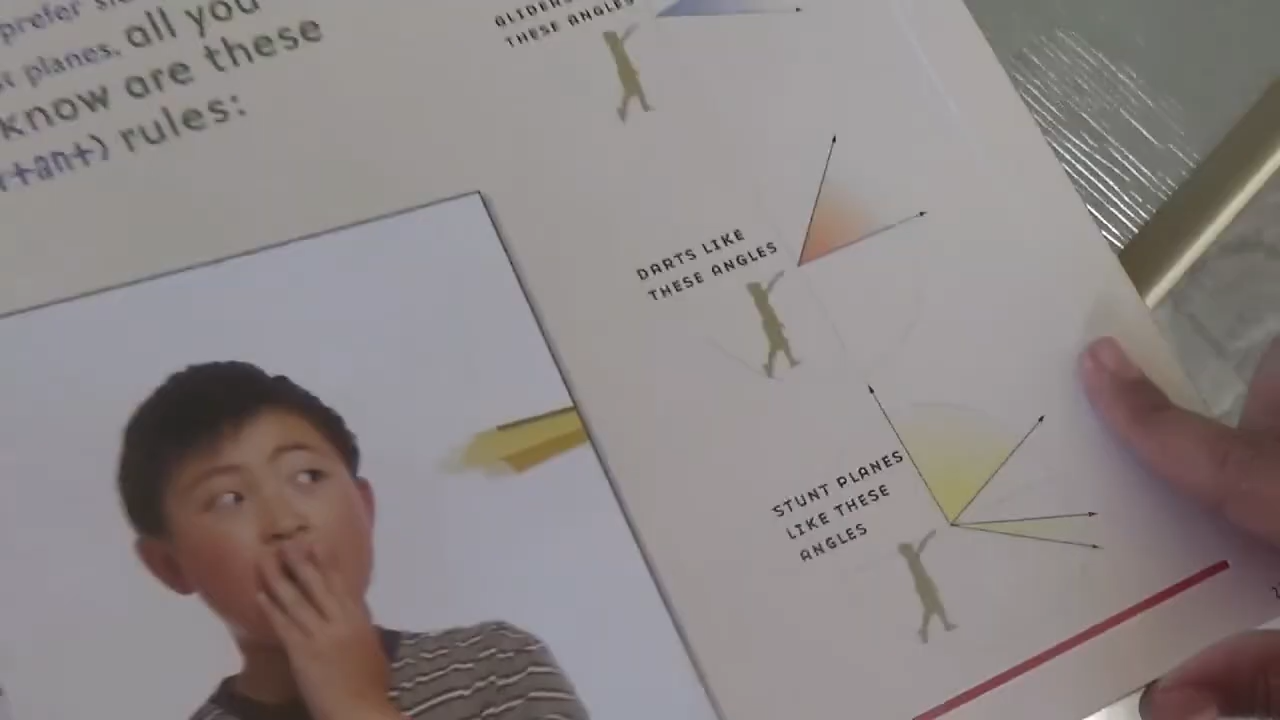 prefer
planes, all you
know are these
rules:
GLIDERS
THESE ANGLES
DARTS LIKE
THESE ANGLES
STUNT PLANES
LIKE THESE
ANGLES